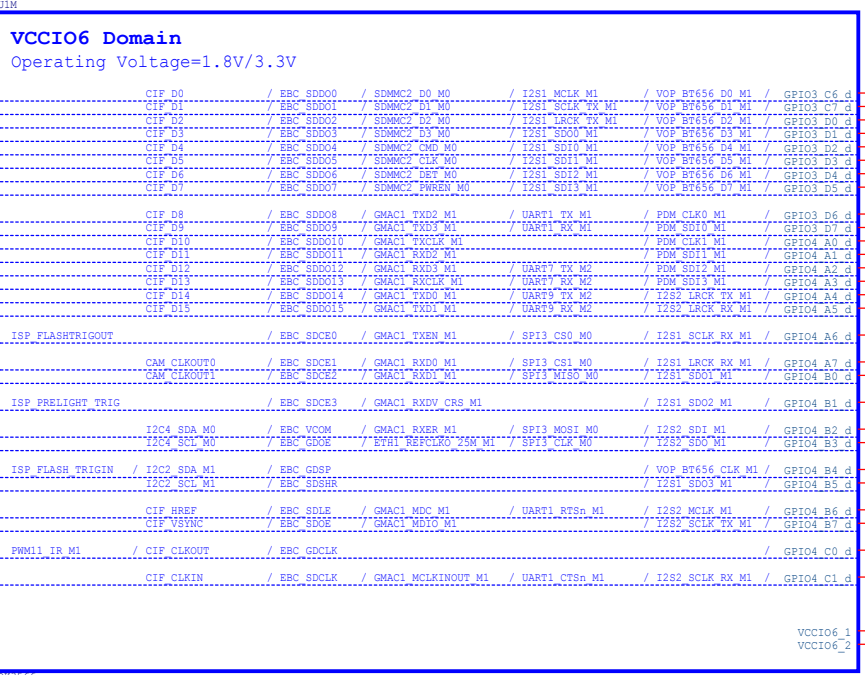 U1M
VCCIO6 Domain
Operating Voltage=1.8V/3.3V
CIF_D0 / EBC_SDDO0 / SDMMC2_D0_M0 / I2S1_MCLK_M1 / VOP_BT656_D0_M1 / GPIO3_C6_d
CIF_D1 / EBC_SDDO1 / SDMMC2_D1_M0 / I2S1_SCLK_TX_M1 / VOP_BT656_D1_M1 / GPIO3_C7_d
CIF_D2 / EBC_SDDO2 / SDMMC2_D2_M0 / I2S1_LRCK_TX_M1 / VOP_BT656_D2_M1 / GPIO3_D0_d
CIF_D3 / EBC_SDDO3 / SDMMC2_D3_M0 / I2S1_SDO0_M1 / VOP_BT656_D3_M1 / GPIO3_D1_d
CIF_D4 / EBC_SDDO4 / SDMMC2_CMD_M0 / I2S1_SDI0_M1 / VOP_BT656_D4_M1 / GPIO3_D2_d
CIF_D5 / EBC_SDDO5 / SDMMC2_CLK_M0 / I2S1_SDI1_M1 / VOP_BT656_D5_M1 / GPIO3_D3_d
CIF_D6 / EBC_SDDO6 / SDMMC2_DET_M0 / I2S1_SDI2_M1 / VOP_BT656_D6_M1 / GPIO3_D4_d
CIF_D7 / EBC_SDDO7 / SDMMC2_PWREN_M0 / I2S1_SDI3_M1 / VOP_BT656_D7_M1 / GPIO3_D5_d
CIF_D8 / EBC_SDDO8 / GMAC1_TXD2_M1 / UART1_TX_M1 / PDM_CLK0_M1 / GPIO3_D6_d
CIF_D9 / EBC_SDDO9 / GMAC1_TXD3_M1 / UART1_RX_M1 / PDM_SDI0_M1 / GPIO3_D7_d
CIF_D10 / EBC_SDDO10 / GMAC1_TXCLK_M1 / PDM_CLK1_M1 / GPIO4_A0_d
CIF_D11 / EBC_SDDO11 / GMAC1_RXD2_M1 / PDM_SDI1_M1 / GPIO4_A1_d
CIF_D12 / EBC_SDDO12 / GMAC1_RXD3_M1 / UART7_TX_M2 / PDM_SDI2_M1 / GPIO4_A2_d
CIF_D13 / EBC_SDDO13 / GMAC1_RXCLK_M1 / UART7_RX_M2 / PDM_SDI3_M1 / GPIO4_A3_d
CIF_D14 / EBC_SDDO14 / GMAC1_TXD0_M1 / UART9_TX_M2 / I2S2_LRCK_TX_M1 / GPIO4_A4_d
CIF_D15 / EBC_SDDO15 / GMAC1_TXD1_M1 / UART9_RX_M2 / I2S2_LRCK_RX_M1 / GPIO4_A5_d
ISP_FLASHTRIGOUT / EBC_SDCE0 / GMAC1_TXEN_M1 / SPI3_CS0_M0 / I2S1_SCLK_RX_M1 / GPIO4_A6_d
CAM_CLKOUT0 / EBC_SDCE1 / GMAC1_RXD0_M1 / SPI3_CS1_M0 / I2S1_LRCK_RX_M1 / GPIO4_A7_d
CAM_CLKOUT1 / EBC_SDCE2 / GMAC1_RXD1_M1 / SPI3_MISO_M0 / I2S1_SDO1_M1 / GPIO4_B0_d
ISP_PRELIGHT_TRIG / EBC_SDCE3 / GMAC1_RXDV_CRS_M1 / I2S1_SDO2_M1 / GPIO4_B1_d
I2C4_SDA_M0 / EBC_VCOM / GMAC1_RXER_M1 / SPI3_MOSI_M0 / I2S2_SDI_M1 / GPIO4_B2_d
I2C4_SCL_M0 / EBC_GDOE / ETH1_REFCLKO_25M_M1 / SPI3_CLK_M0 / I2S2_SDO_M1 / GPIO4_B3_d
ISP_FLASH_TRIGIN / I2C2_SDA_M1 / EBC_GDSP / VOP_BT656_CLK_M1 / GPIO4_B4_d
I2C2_SCL_M1 / EBC_SDSHR / I2S1_SDO3_M1 / GPIO4_B5_d
CIF_HREF / EBC_SDLE / GMAC1_MDC_M1 / UART1_RTSn_M1 / I2S2_MCLK_M1 / GPIO4_B6_d
CIF_VSYNC / EBC_SDOE / GMAC1_MDIO_M1 / I2S2_SCLK_TX_M1 / GPIO4_B7_d
PWM11_IR_M1 / CIF_CLKOUT / EBC_GDCLK / GPIO4_C0_d
CIF_CLKIN / EBC_SDCLK / GMAC1_MCLKINOUT_M1 / UART1_CTSn_M1 / I2S2_SCLK_RX_M1 / GPIO4_C1_d
VCCIO6_1
VCCIO6_2